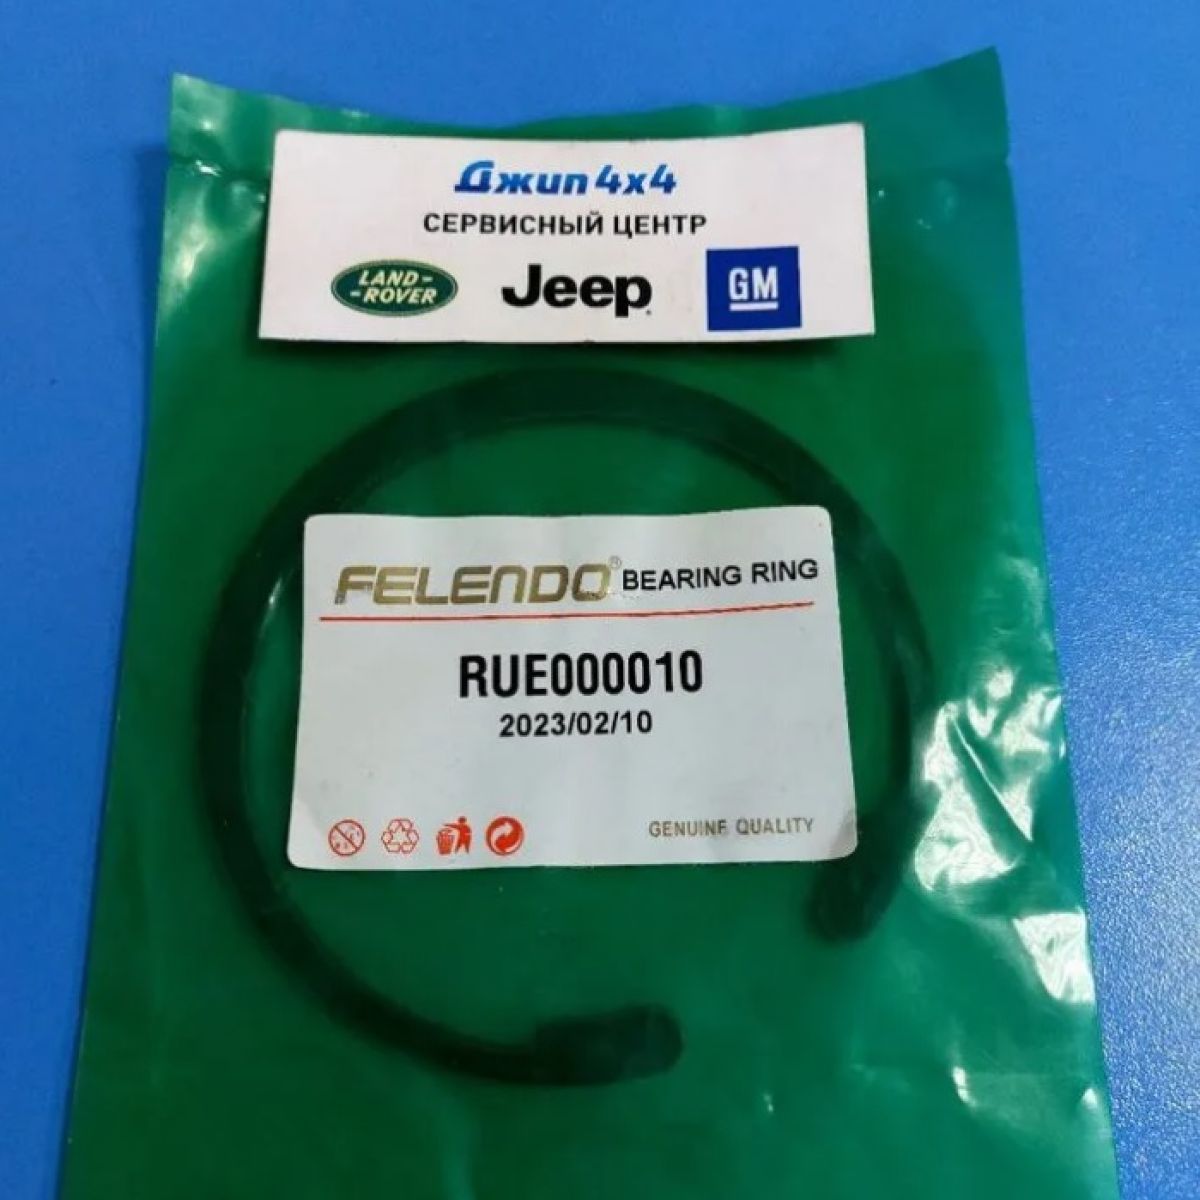 Джип 4x4
СЕРВИСНЫЙ ЦЕНТР
LAND-
-ROVER
Jeep
GM
FELENDO® BEARING RING
RUE000010
2023/02/10
GENUINE QUALITY